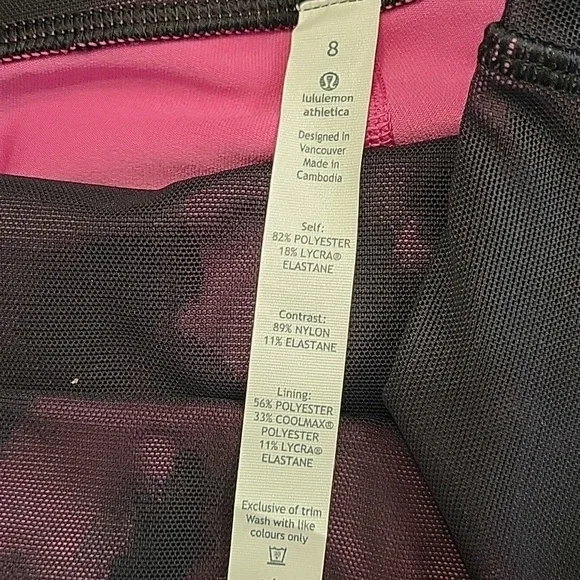 8
lululemon
athletica
Designed in
Vancouver
Made in
Cambodia
Self:
82% POLYESTER
18% LYCRA®
ELASTANE
Contrast:
89% NYLON
11% ELASTANE
Lining:
56% POLYESTER
33% COOLMAX®
POLYESTER
11% LYCRA®
ELASTANE
Exclusive of trim
Wash with like
colours only